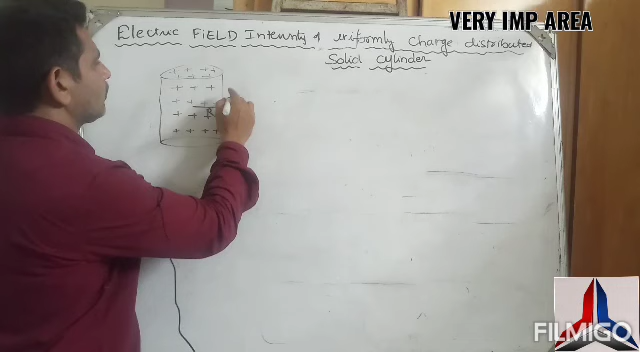 VERY IMP AREA
Electric FiELD Intensity of uniformly charge distributed
Solid Cylinder
R
FILMIGO